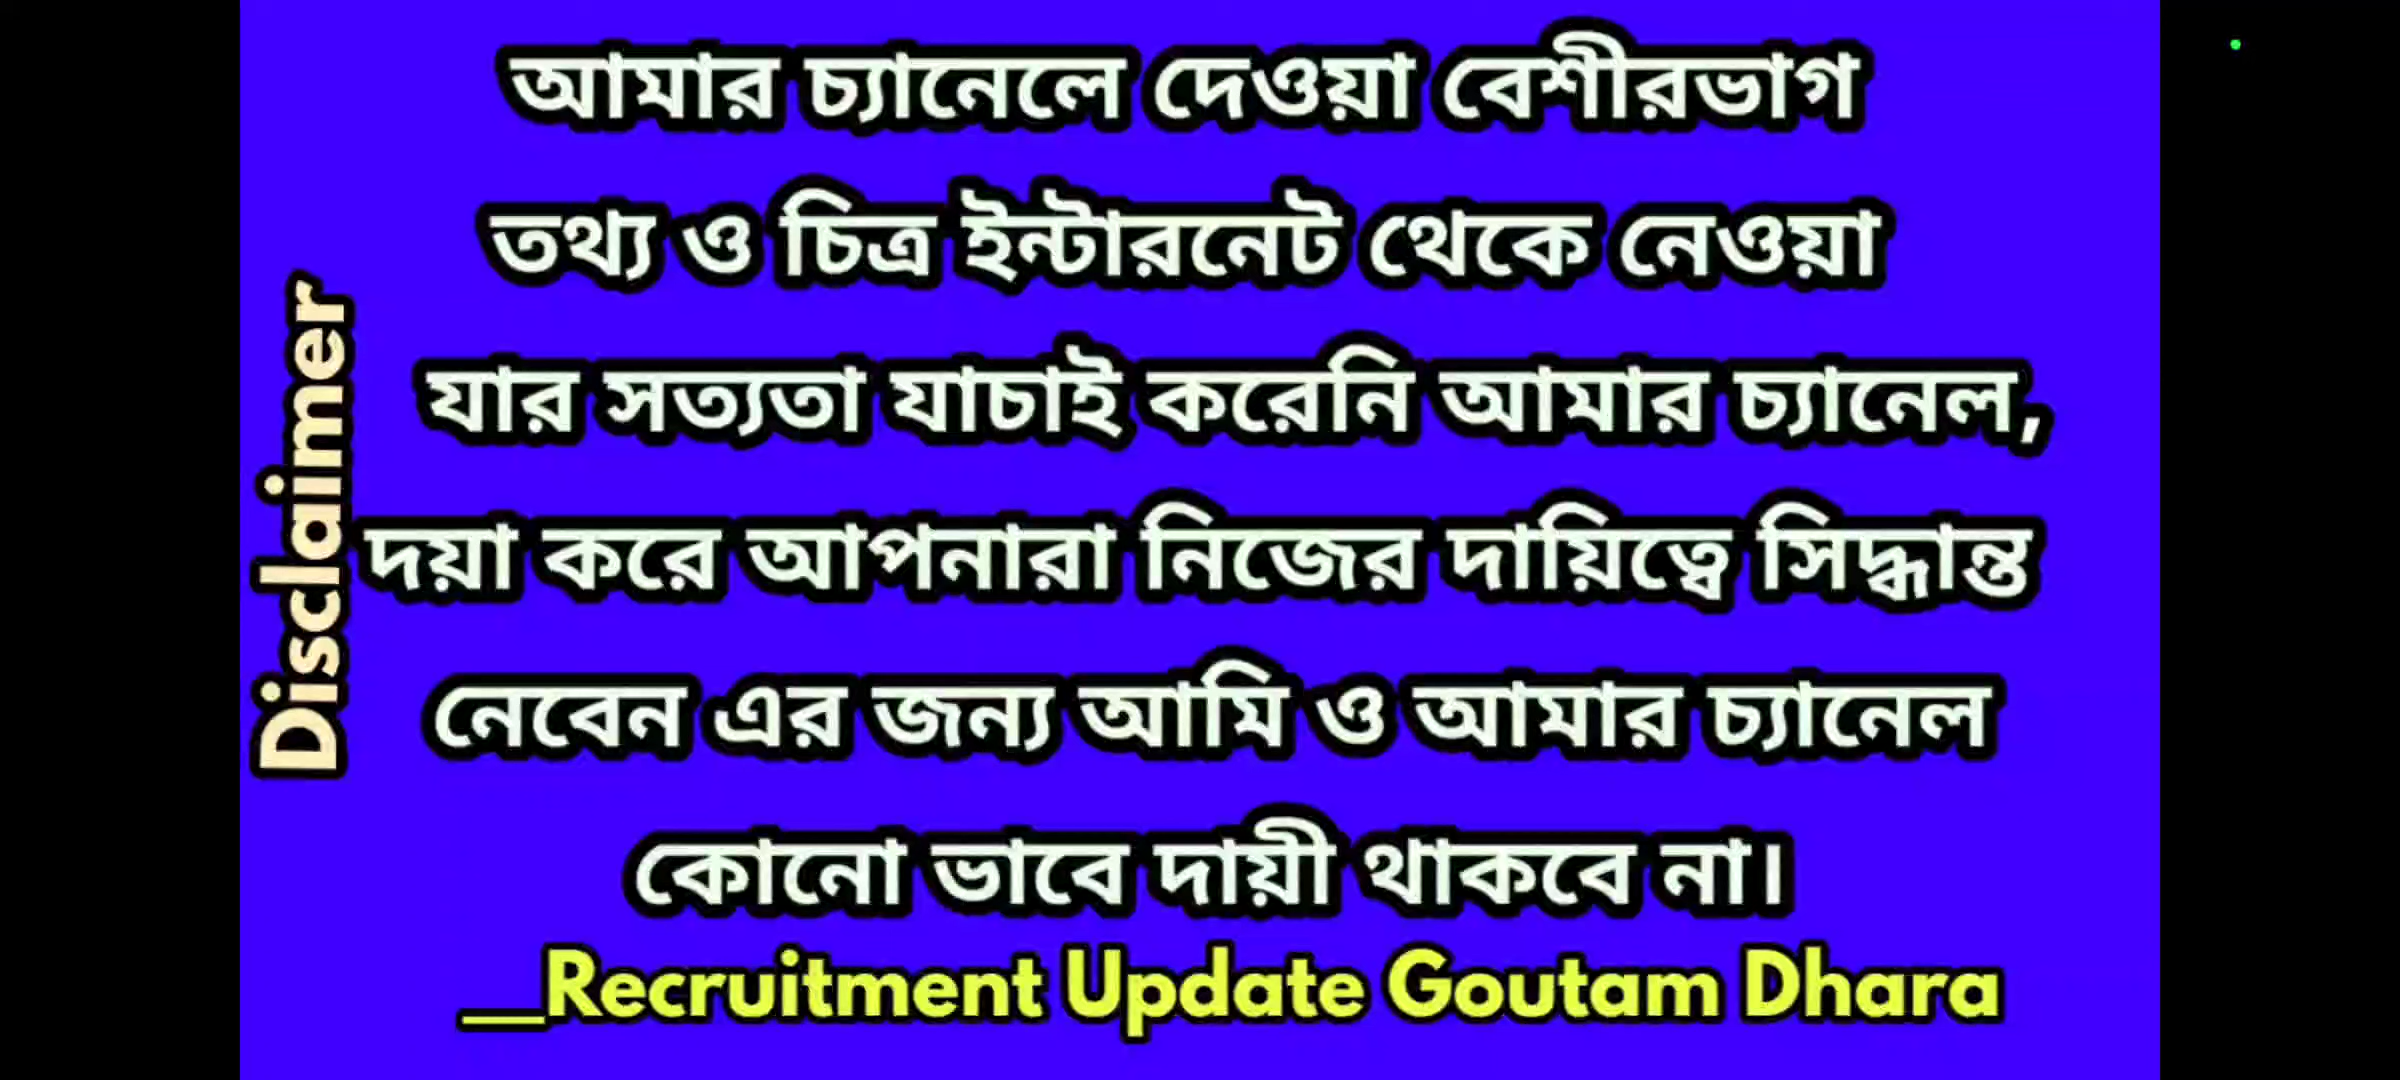 আমার চ্যানেলে দেওয়া বেশীরভাগ
তথ্য ও চিত্র ইন্টারনেট থেকে নেওয়া
যার সত্যতা যাচাই করেনি আমার চ্যানেল,
দয়া করে আপনারা নিজের দায়িত্বে সিদ্ধান্ত
নেবেন এর জন্য আমি ও আমার চ্যানেল
কোনো ভাবে দায়ী থাকবে না।
__Recruitment Update Goutam Dhara
Disclaimer